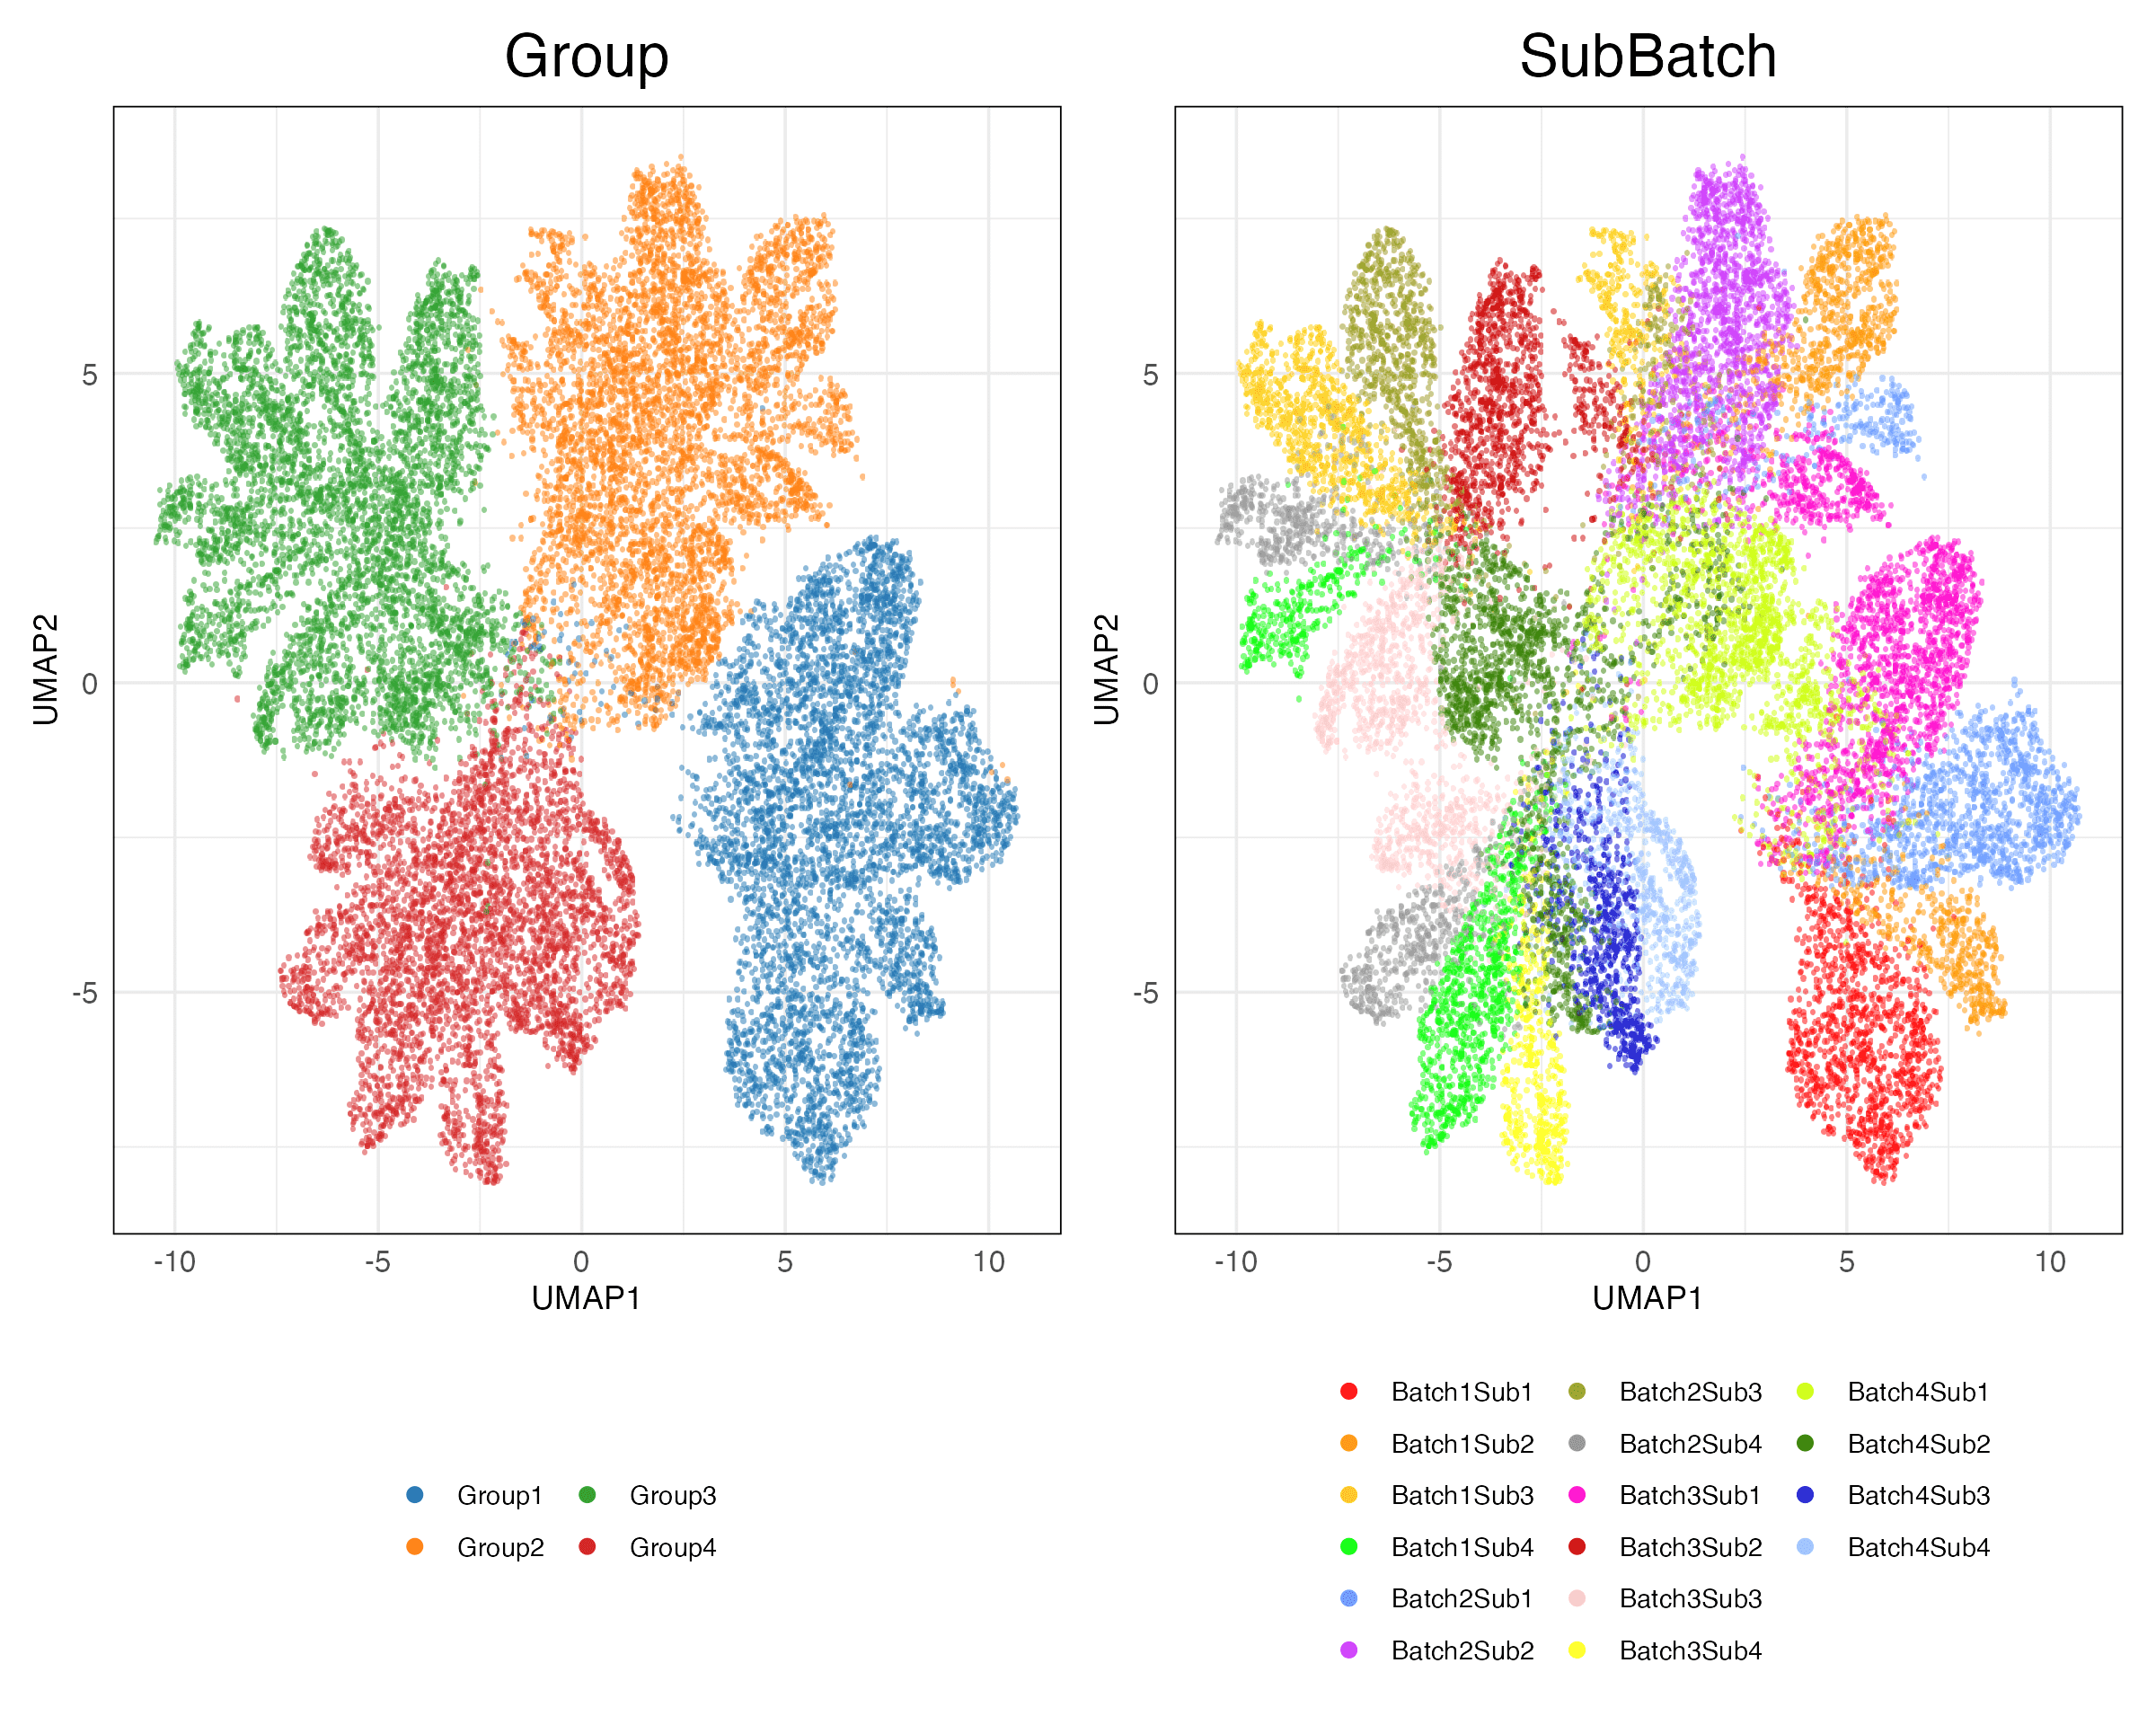 Group
SubBatch
UMAP2
5
0
-5
-10
-5
0
5
10
UMAP1
UMAP2
5
0
-5
-10
-5
0
5
10
UMAP1
Group1
Group3
Group2
Group4
Batch1Sub1
Batch2Sub3
Batch4Sub1
Batch1Sub2
Batch2Sub4
Batch4Sub2
Batch1Sub3
Batch3Sub1
Batch4Sub3
Batch1Sub4
Batch3Sub2
Batch4Sub4
Batch2Sub1
Batch3Sub3
Batch2Sub2
Batch3Sub4